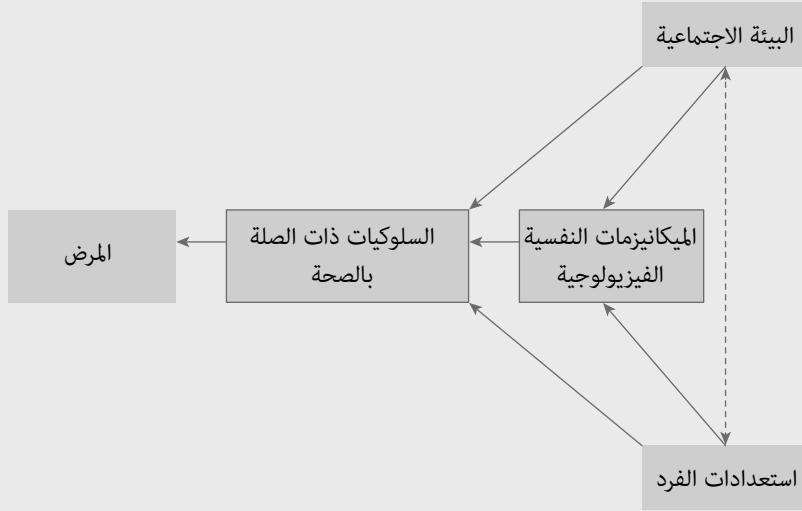 البيئة الاجتماعية
الميكانيزمات النفسية
الفيزيولوجية
السلوكيات ذات الصلة
بالصحة
المرض
استعدادات الفرد